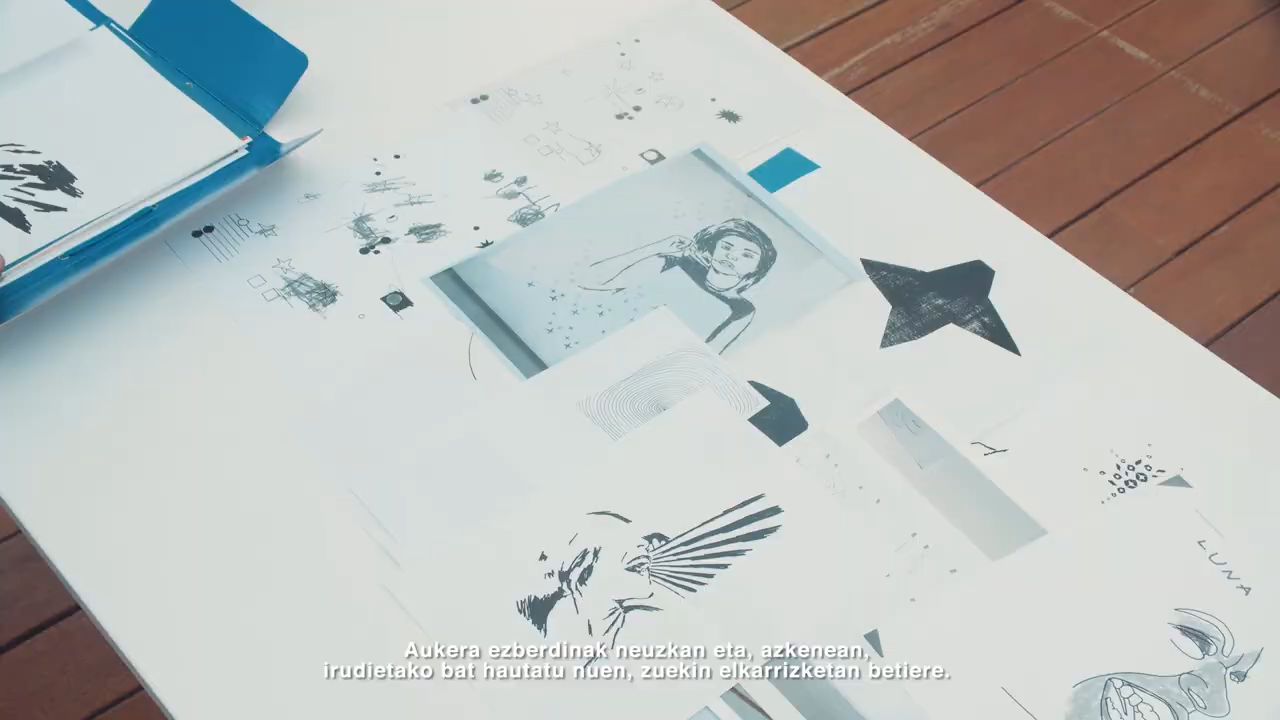 LUNA
Aukera ezberdinak neuzkan eta, azkenean,
irudietako bat hautatu nuen, zuekin elkarrizketan betiere.